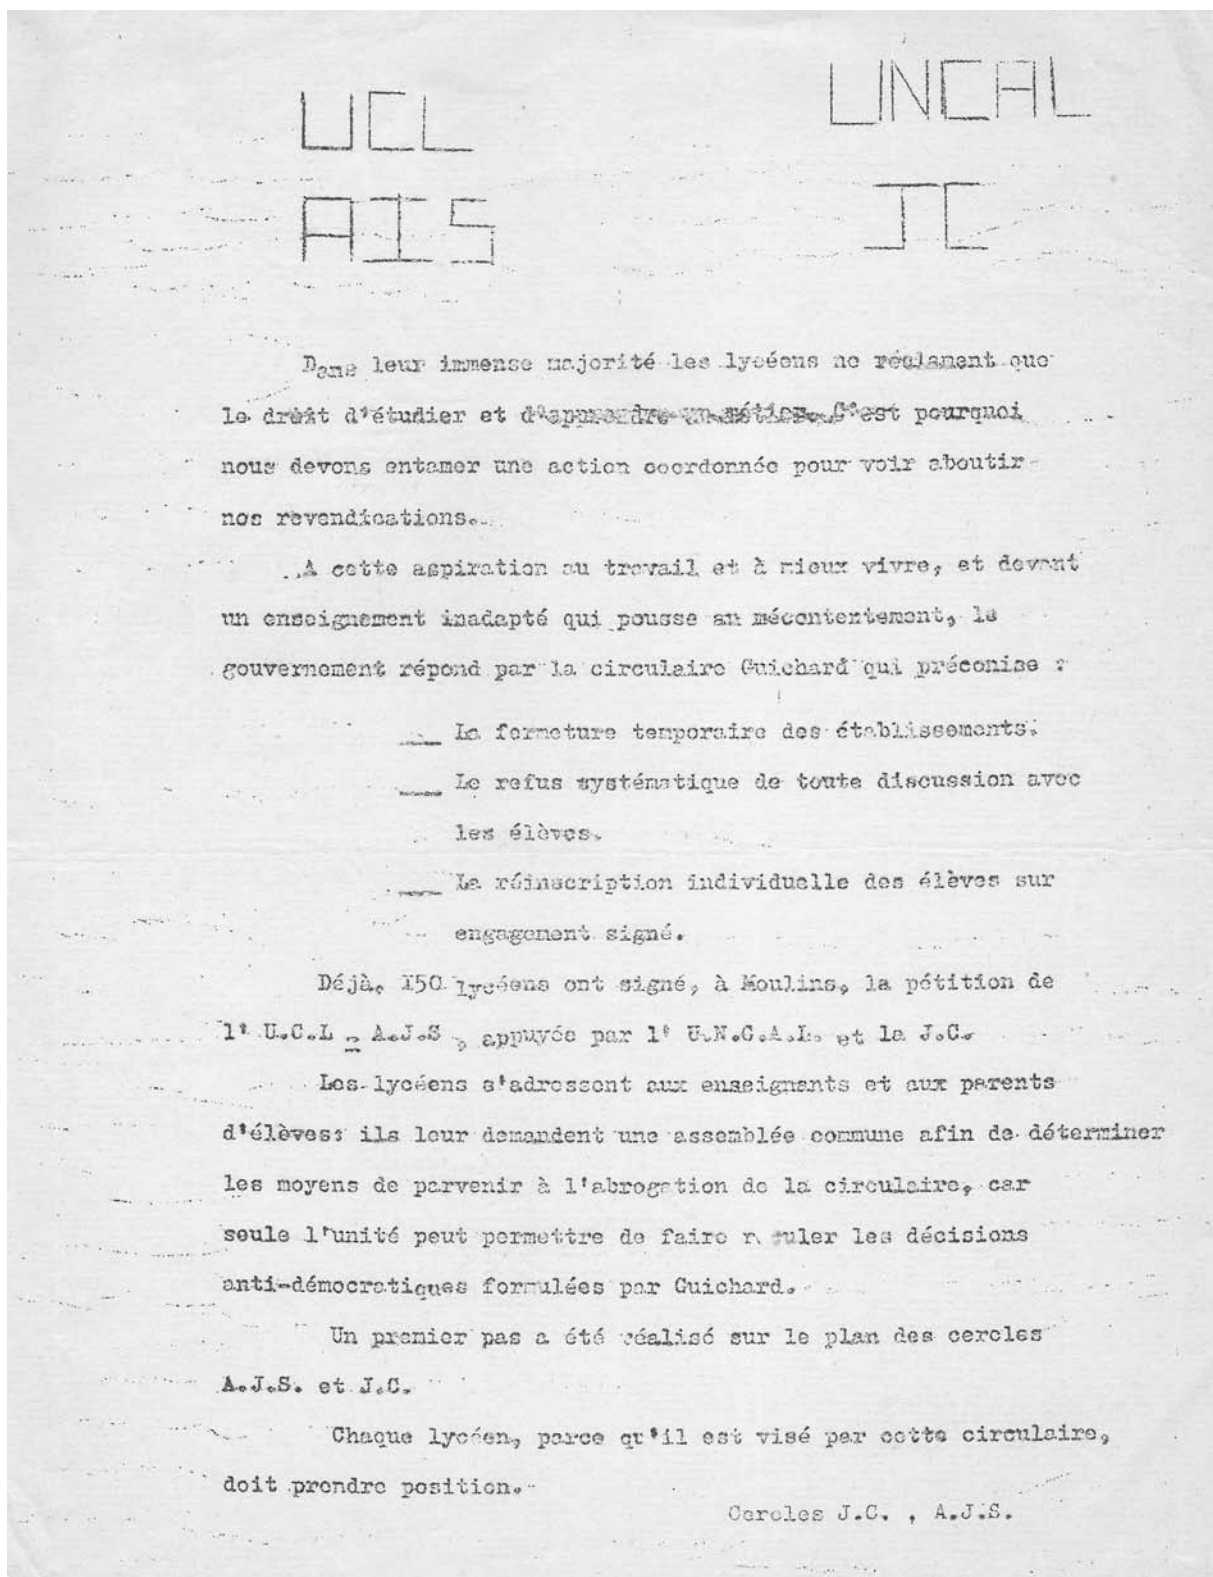 UCL
UNCAL
AJS
JC
Dans leur immense majorité les lycéens ne réclament que
le droit d'étudier et d'apprendre un métier. C'est pourquoi
nous devons entamer une action coordonnée pour voir aboutir
nos revendications.
A cette aspiration au travail et à mieux vivre, et devant
un enseignement inadapté qui pousse au mécontentement, le
gouvernement répond par la circulaire Guichard qui préconise :
__ La fermeture temporaire des établissements.
__ Le refus systématique de toute discussion avec
les élèves.
__ La réinscription individuelle des élèves sur
engagement signé.
Déjà, I50 lycéens ont signé, à Moulins, la pétition de
l' U.C.L - A.J.S , appuyée par l' U.N.C.A.L. et la J.C.
Les lycéens s'adressent aux enseignants et aux parents
d'élèves: ils leur demandent une assemblée commune afin de déterminer
les moyens de parvenir à l'abrogation de la circulaire, car
seule l'unité peut permettre de faire reculer les décisions
anti-démocratiques formulées par Guichard.
Un premier pas a été réalisé sur le plan des cercles
A.J.S. et J.C.
Chaque lycéen, parce qu'il est visé par cette circulaire,
doit prendre position.
Cercles J.C. , A.J.S.